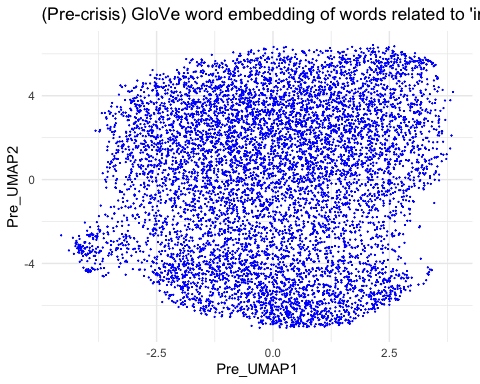 (Pre-crisis) GloVe word embedding of words related to 'i
4
0
-4
Pre_UMAP2
-2.5 0.0 2.5
Pre_UMAP1